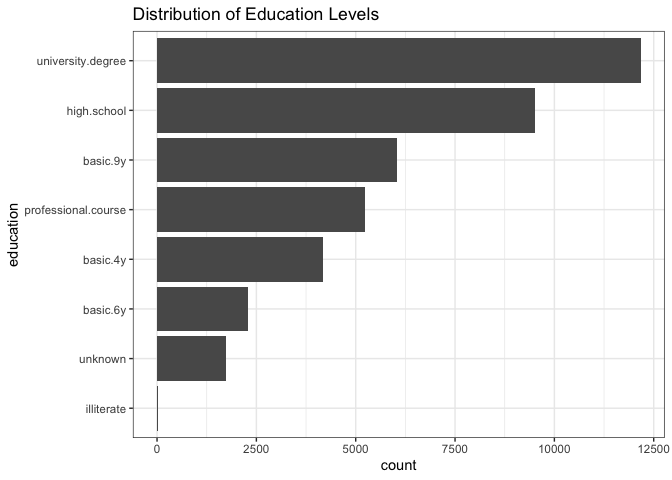 Distribution of Education Levels
university.degree
high.school
basic.9y
professional.course
basic.4y
basic.6y
unknown
illiterate
education
0 2500 5000 7500 10000 12500
count